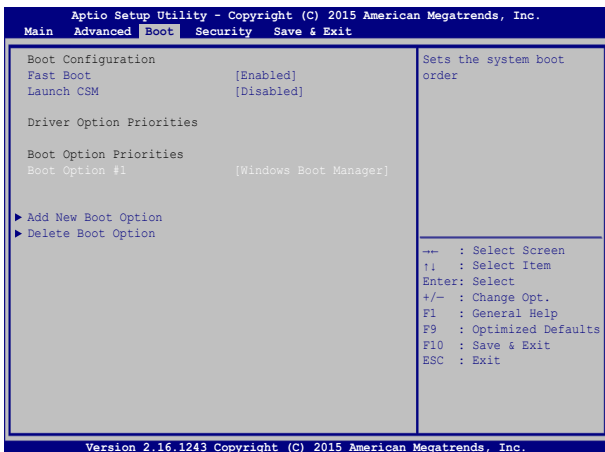 Aptio Setup Utility - Copyright (C) 2015 American Megatrends, Inc.
Main Advanced Boot Security Save & Exit
Boot Configuration
Fast Boot [Enabled]
Launch CSM [Disabled]
Driver Option Priorities
Boot Option Priorities
Boot Option #1 [Windows Boot Manager]
Add New Boot Option
Delete Boot Option
Sets the system boot
order
→← : Select Screen
↑↓ : Select Item
Enter: Select
+/— : Change Opt.
F1 : General Help
F9 : Optimized Defaults
F10 : Save & Exit
ESC : Exit
Version 2.16.1243 Copyright (C) 2015 American Megatrends, Inc.